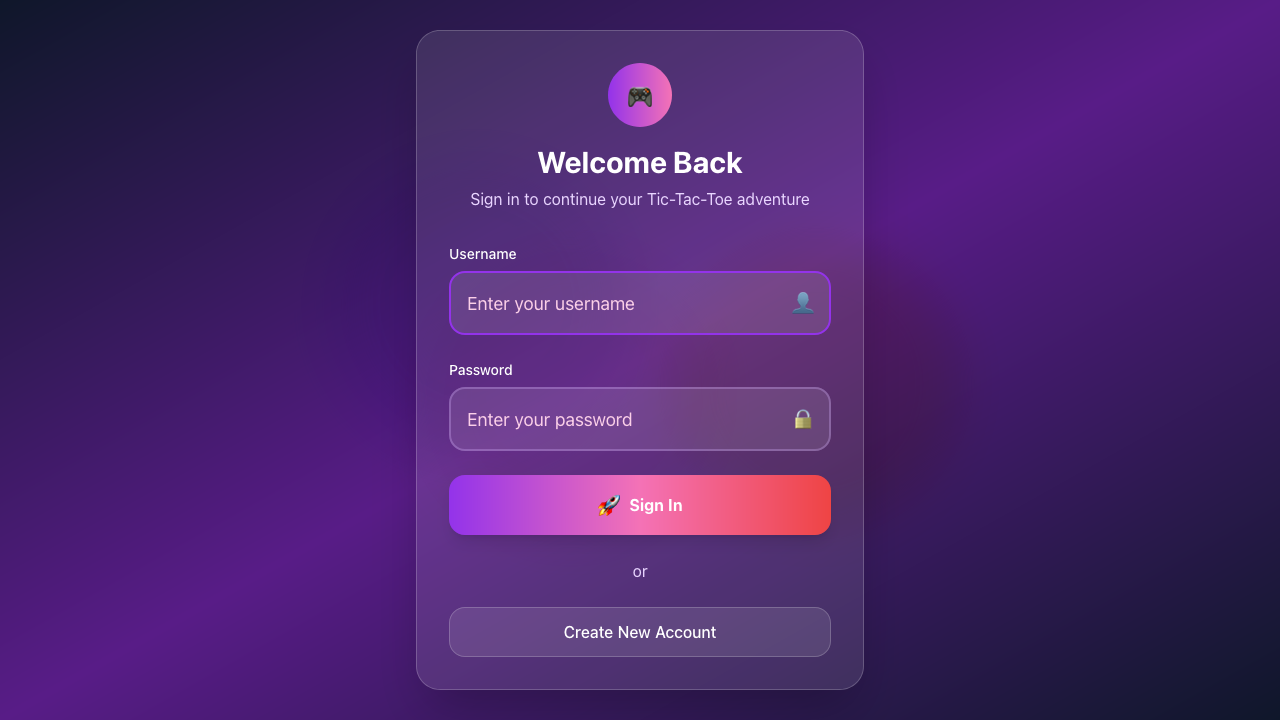 Welcome Back
Sign in to continue your Tic-Tac-Toe adventure
Username
Enter your username
Password
Enter your password
Sign In
or
Create New Account